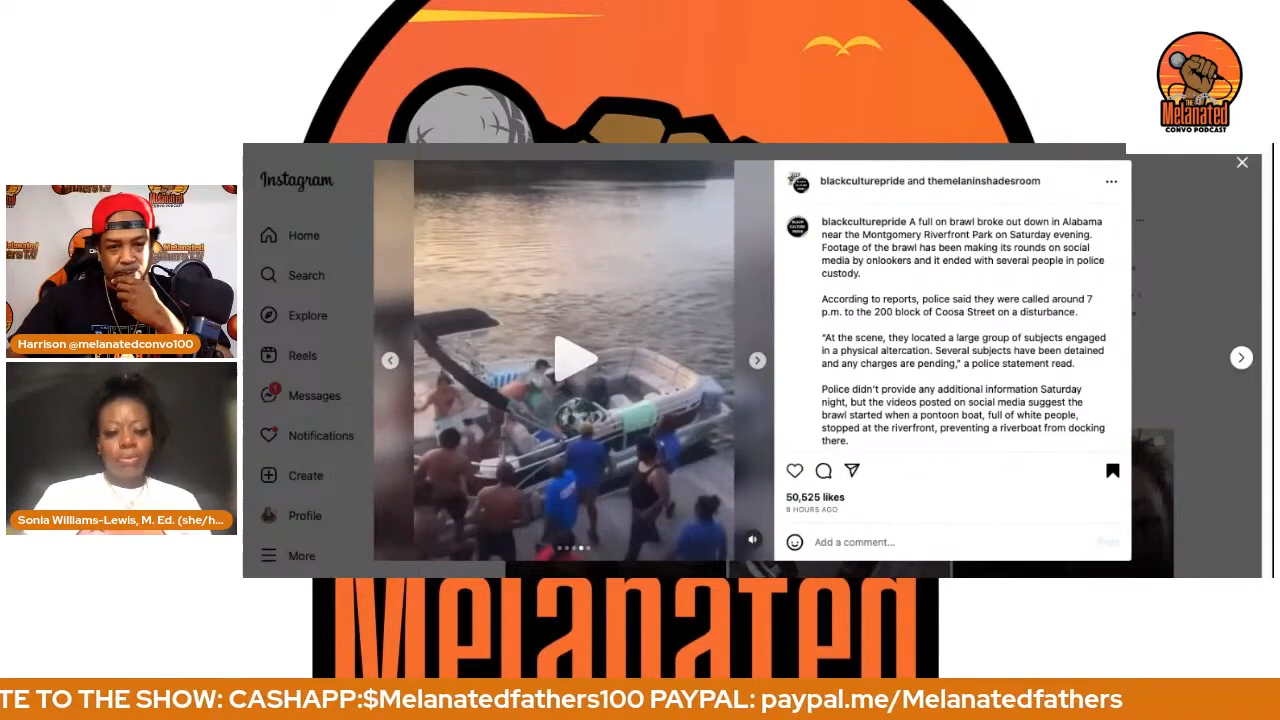 The
Melanated
CONVO PODCAST
Melanated
Harrison @melanatedconvo100
Sonia Williams-Lewis, M. Ed. (she/h...
Instagram
Home
Search
Explore
Reels
1
Messages
Notifications
Create
Profile
More
blackculturepride and themelaninshadesroom
blackculturepride A full on brawl broke out down in Alabama
near the Montgomery Riverfront Park on Saturday evening.
Footage of the brawl has been making its rounds on social
media by onlookers and it ended with several people in police
custody.
According to reports, police said they were called around 7
p.m. to the 200 block of Coosa Street on a disturbance.
“At the scene, they located a large group of subjects engaged
in a physical altercation. Several subjects have been detained
and any charges are pending,” a police statement read.
Police didn't provide any additional information Saturday
night, but the videos posted on social media suggest the
brawl started when a pontoon boat, full of white people,
stopped at the riverfront, preventing a riverboat from docking
there.
50,525 likes
8 HOURS AGO
Add a comment...
Post
Melanated
TE TO THE SHOW: CASHAPP:$Melanatedfathers100 PAYPAL: paypal.me/Melanatedfathers